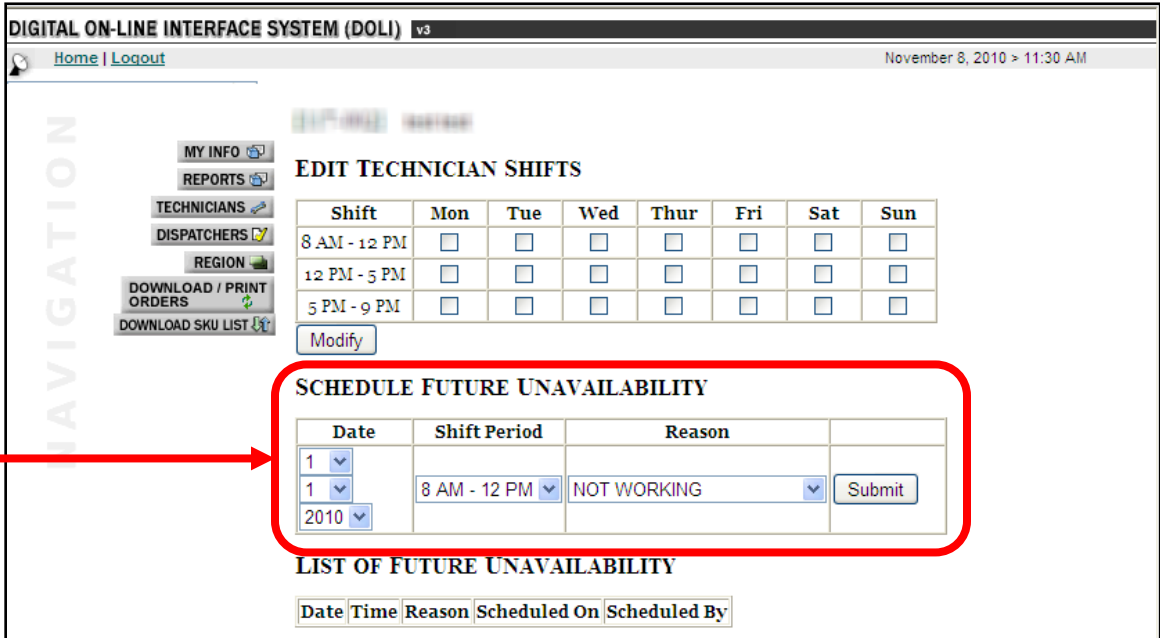 DIGITAL ON-LINE INTERFACE SYSTEM (DOLI) v3
Home | Logout November 8, 2010 > 11:30 AM
NAVIGATION
MY INFO
REPORTS
TECHNICIANS
DISPATCHERS
REGION
DOWNLOAD / PRINT
ORDERS
DOWNLOAD SKU LIST
EDIT TECHNICIAN SHIFTS
Shift Mon Tue Wed Thur Fri Sat Sun
8 AM - 12 PM
12 PM - 5 PM
5 PM - 9 PM
Modify
SCHEDULE FUTURE UNAVAILABILITY
Date Shift Period Reason
1
1 8 AM - 12 PM NOT WORKING Submit
2010
LIST OF FUTURE UNAVAILABILITY
Date Time Reason Scheduled On Scheduled By